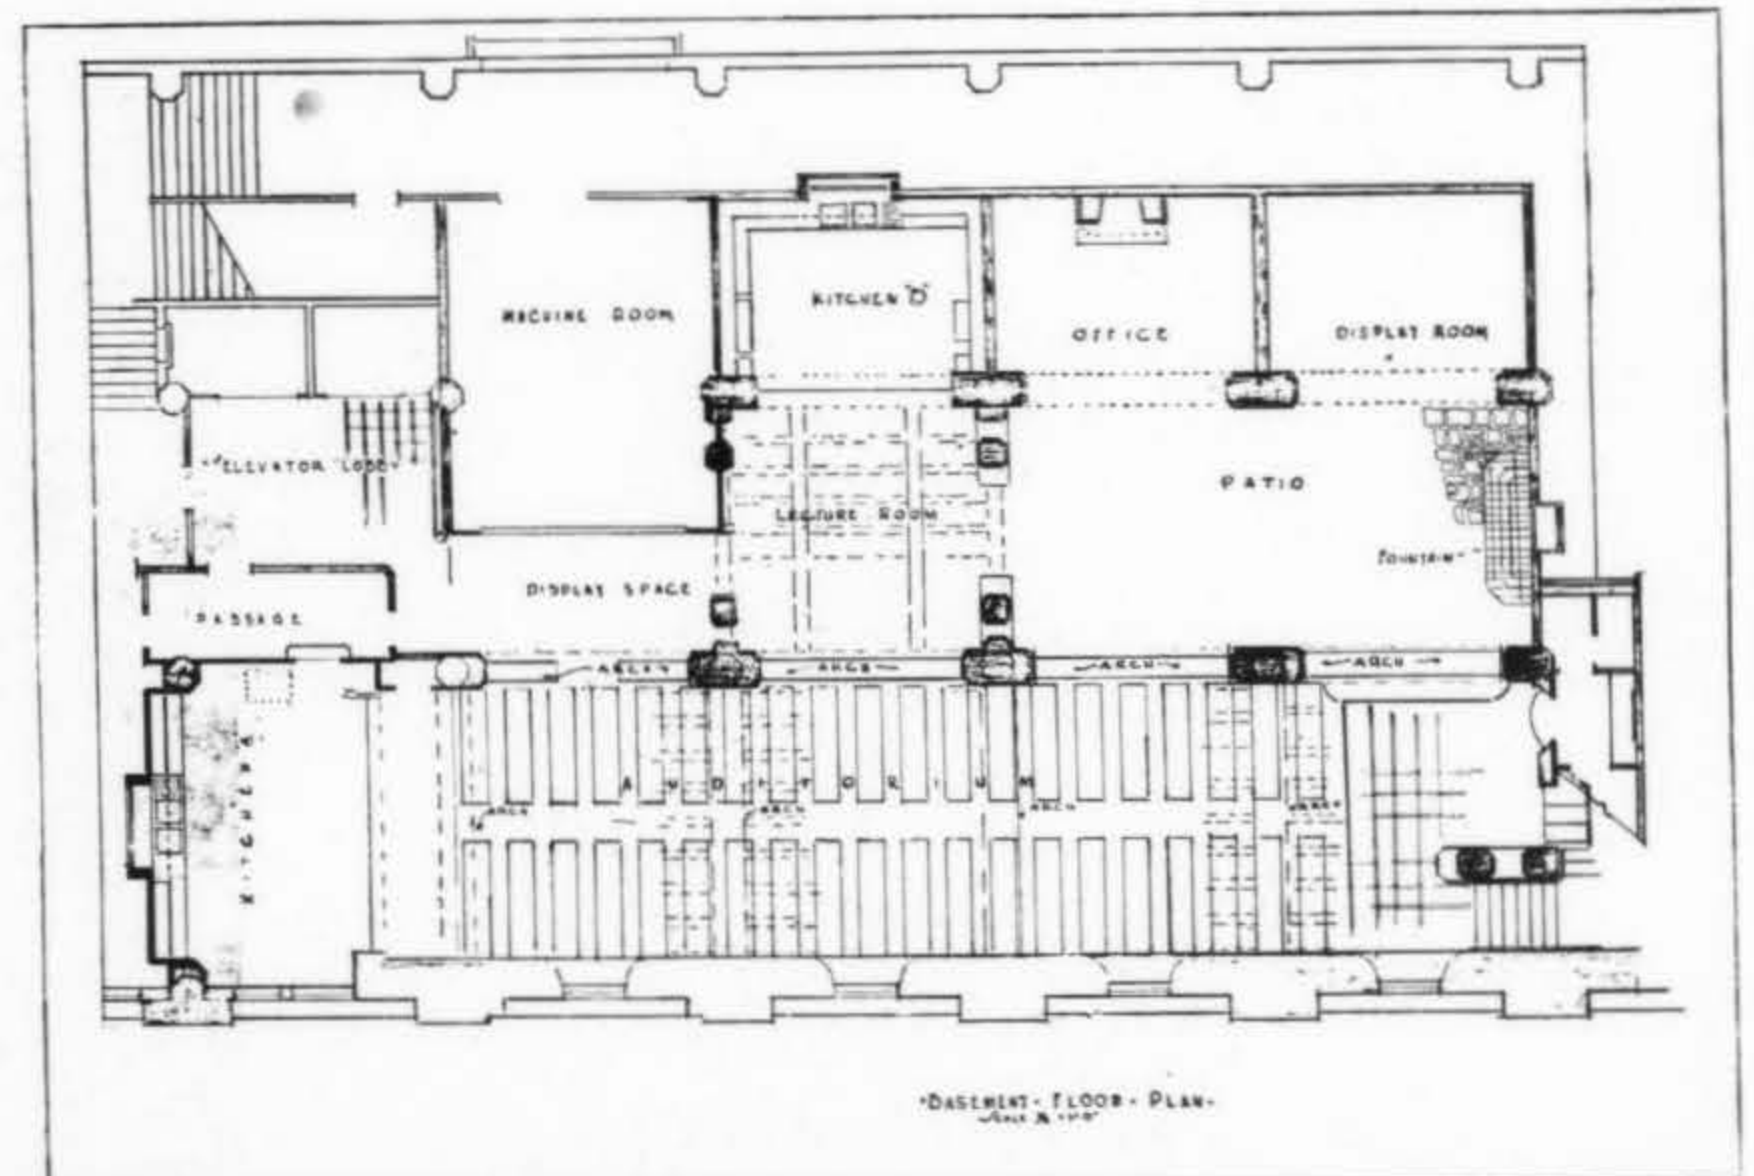 MACHINE ROOM
KITCHEN "B"
OFFICE
DISPLAY ROOM
ELEVATOR LOBBY
PATIO
LECTURE ROOM
FOUNTAIN
DISPLAY SPACE
PASSAGE
ARCH
ARCH
ARCH
ARCH
AUDITORIUM
ARCH
ARCH
ARCH
ARCH
BASEMENT - FLOOR - PLAN -